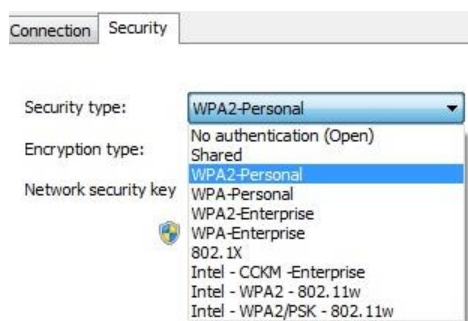 Connection Security
Security type: WPA2-Personal
No authentication (Open)
Encryption type:
Shared
WPA2-Personal
Network security key
WPA-Personal
WPA2-Enterprise
WPA-Enterprise
802.1X
Intel - CCKM -Enterprise
Intel - WPA2 - 802.11w
Intel - WPA2/PSK - 802.11w